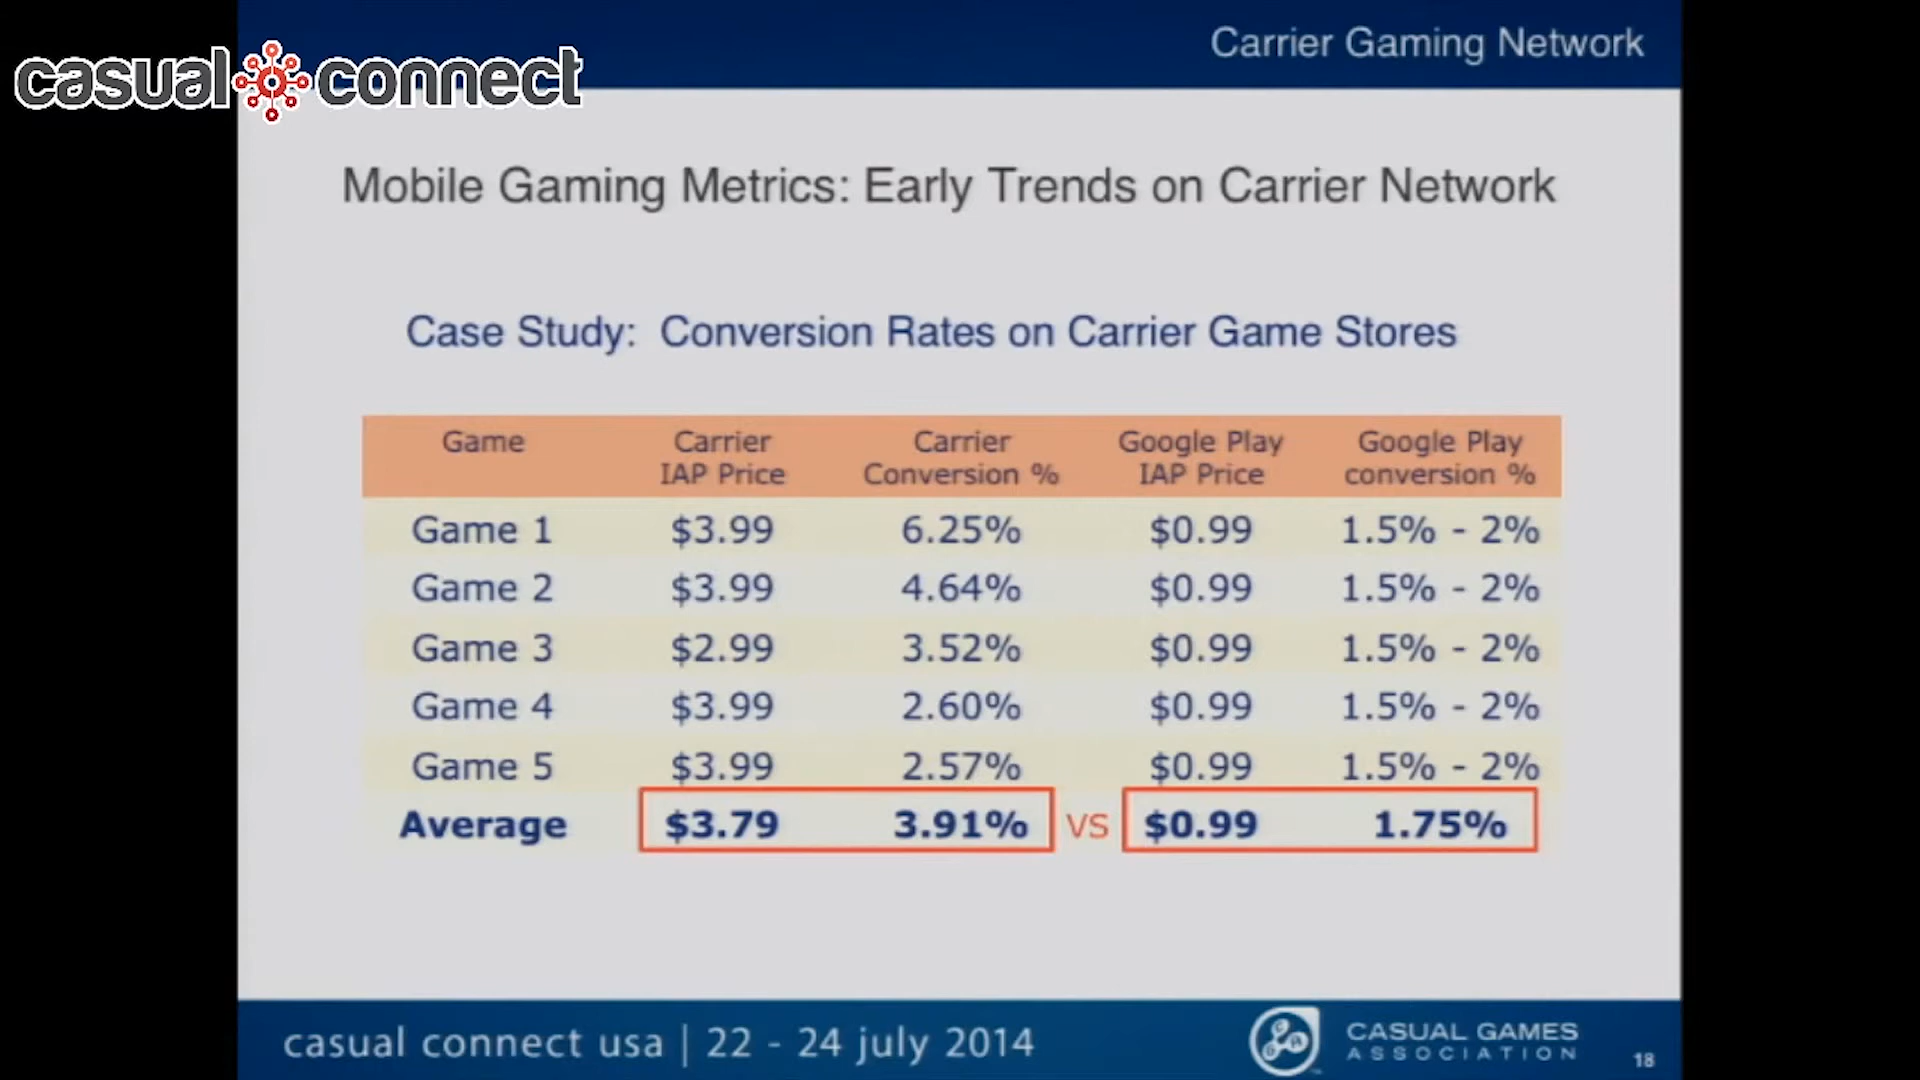 Carrier Gaming Network
casual connect
Mobile Gaming Metrics: Early Trends on Carrier Network
Case Study: Conversion Rates on Carrier Game Stores
Game Carrier IAP Price Carrier Conversion % Google Play IAP Price Google Play conversion %
Game 1 $3.99 6.25% $0.99 1.5% - 2%
Game 2 $3.99 4.64% $0.99 1.5% - 2%
Game 3 $2.99 3.52% $0.99 1.5% - 2%
Game 4 $3.99 2.60% $0.99 1.5% - 2%
Game 5 $3.99 2.57% $0.99 1.5% - 2%
Average $3.79 3.91% vs $0.99 1.75%
casual connect usa | 22 - 24 july 2014
CASUAL GAMES
ASSOCIATION
18